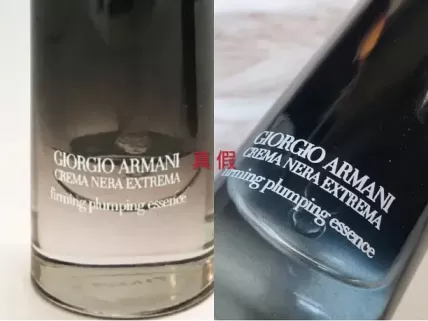 GIORGIO ARMANI
CREMA NERA EXTREMA
firming plumping essence
真假
GIORGIO ARMANI
CREMA NERA EXTREMA
firming plumping essence